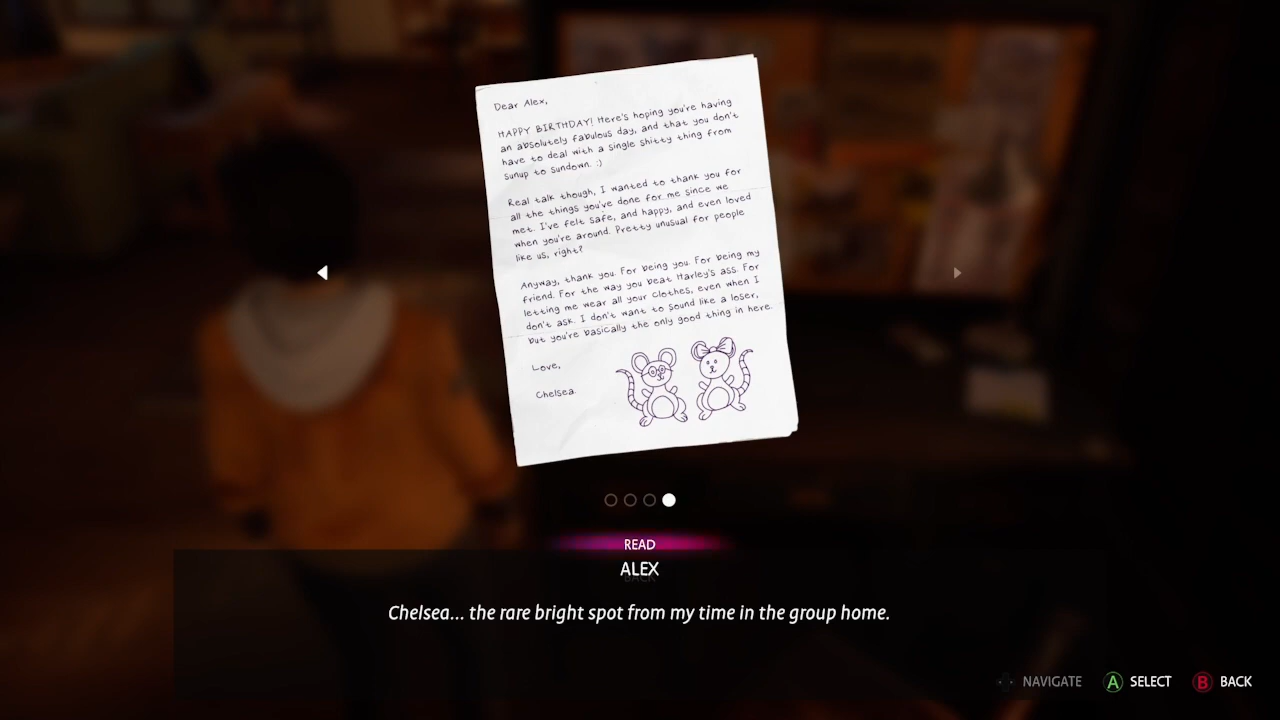 Dear Alex,
HAPPY BIRTHDAY! Here's hoping you're having
an absolutely fabulous day, and that you don't
have to deal with a single shitty thing from
sunup to sundown. :)
Real talk though, I wanted to thank you for
all the things you've done for me since we
met. I've felt safe, and happy, and even loved
when you're around. Pretty unusual for people
like us, right?
Anyway, thank you. For being you. For being my
friend. For the way you beat Harley's ass. For
letting me wear all your clothes, even when I
don't ask. I don't want to sound like a loser,
but you're basically the only good thing in here.
Love,
Chelsea.
READ
ALEX
BACK
Chelsea... the rare bright spot from my time in the group home.
NAVIGATE
A SELECT
B BACK